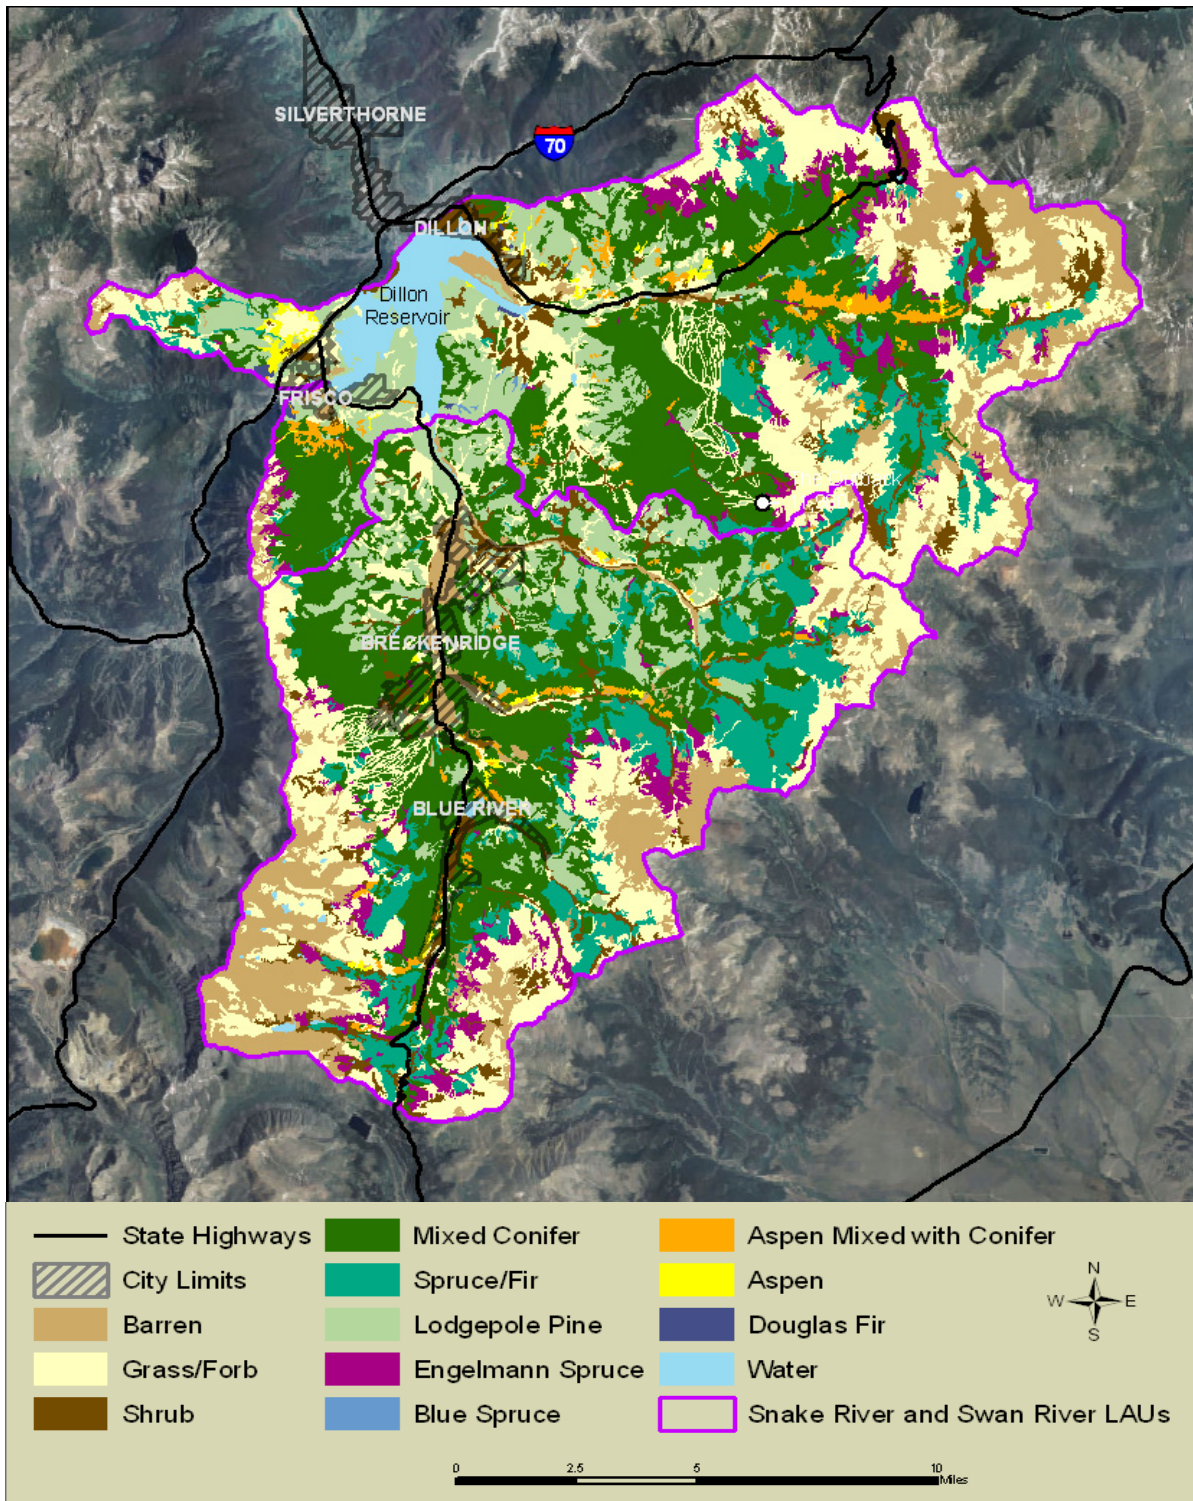 SILVERTHORNE
70
DILLON
Dillon
Reservoir
FRISCO
BRECKENRIDGE
BLUE RIVER
State Highways
City Limits
Barren
Grass/Forb
Shrub
Mixed Conifer
Spruce/Fir
Lodgepole Pine
Engelmann Spruce
Blue Spruce
Aspen Mixed with Conifer
Aspen
Douglas Fir
Water
Snake River and Swan River LAUs
N
W E
S
0 2.5 5 10
Miles